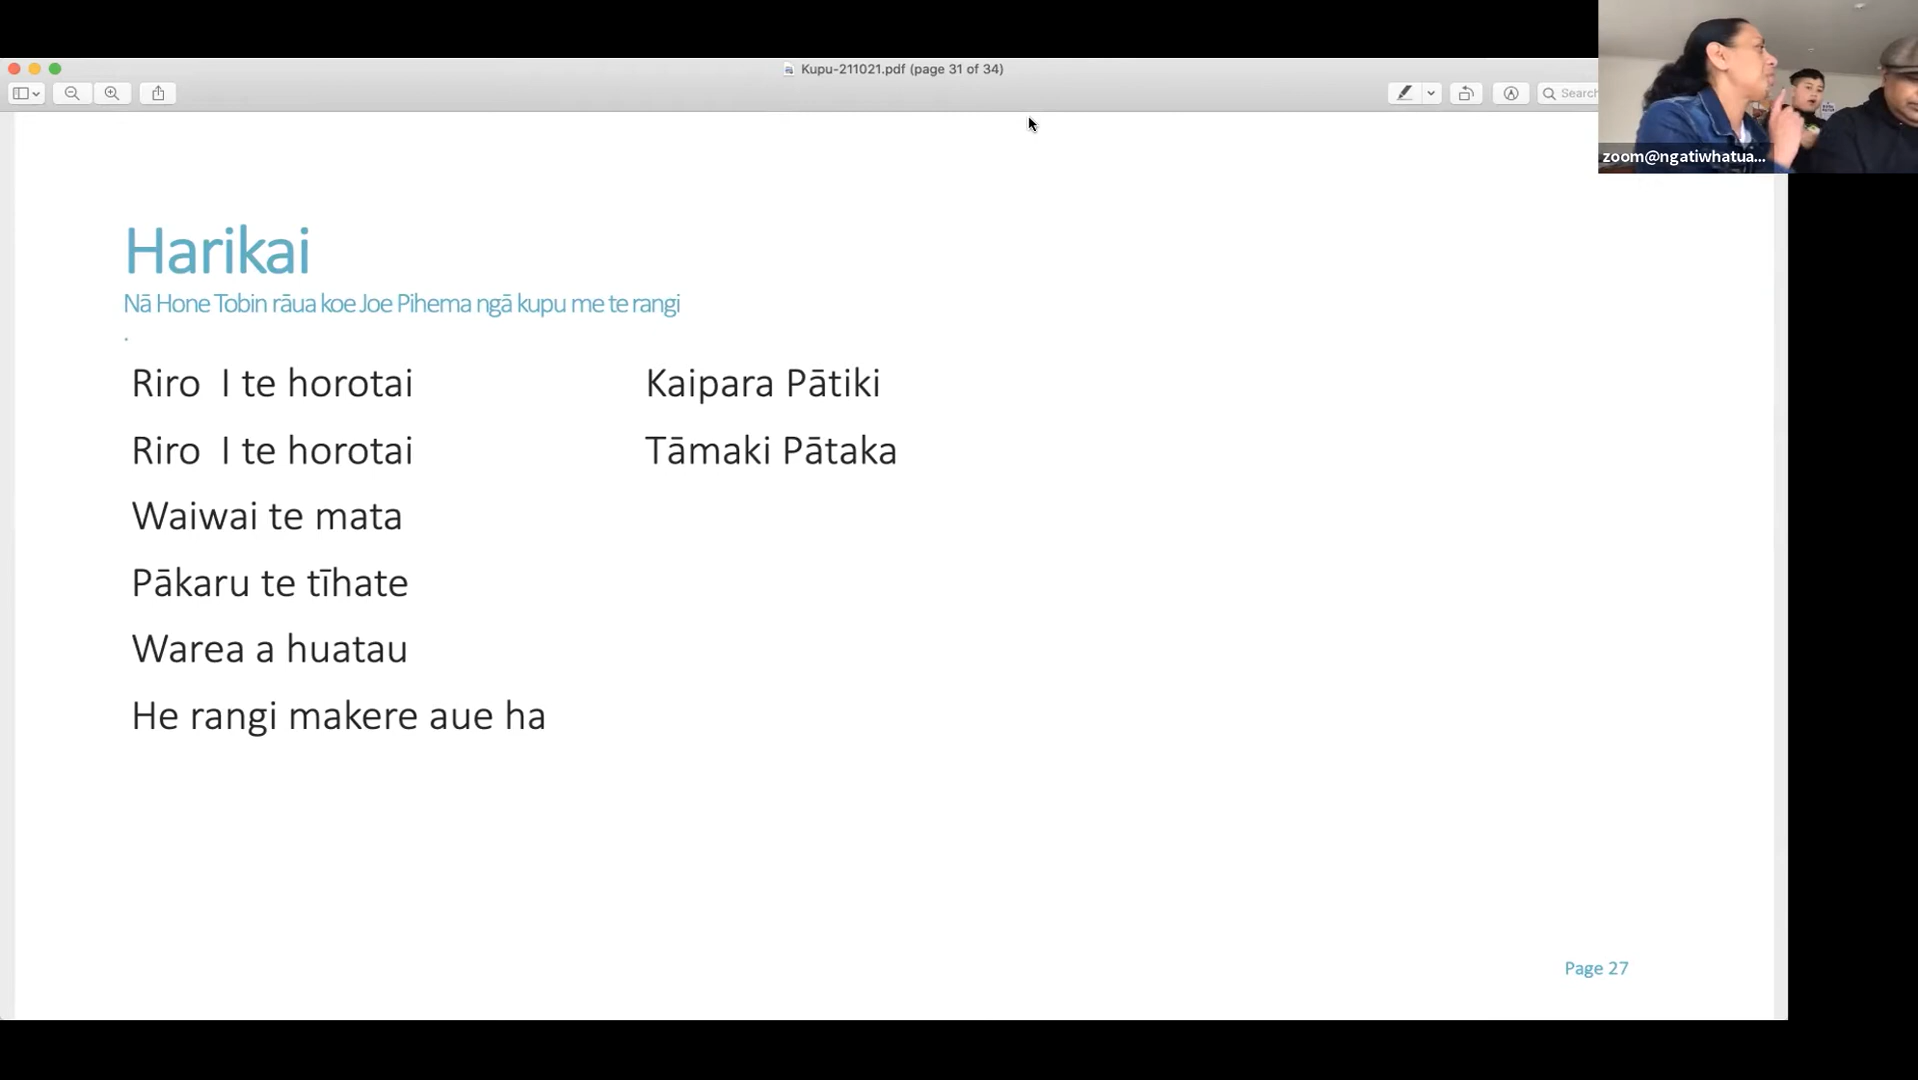 Kupu-211021.pdf (page 31 of 34)
Search
zoom@ngatiwhatua...
Harikai
Nā Hone Tobin rāua koe Joe Pihema ngā kupu me te rangi
.
Riro I te horotai
Riro I te horotai
Waiwai te mata
Pākaru te tīhate
Warea a huatau
He rangi makere aue ha
Kaipara Pātiki
Tāmaki Pātaka
Page 27